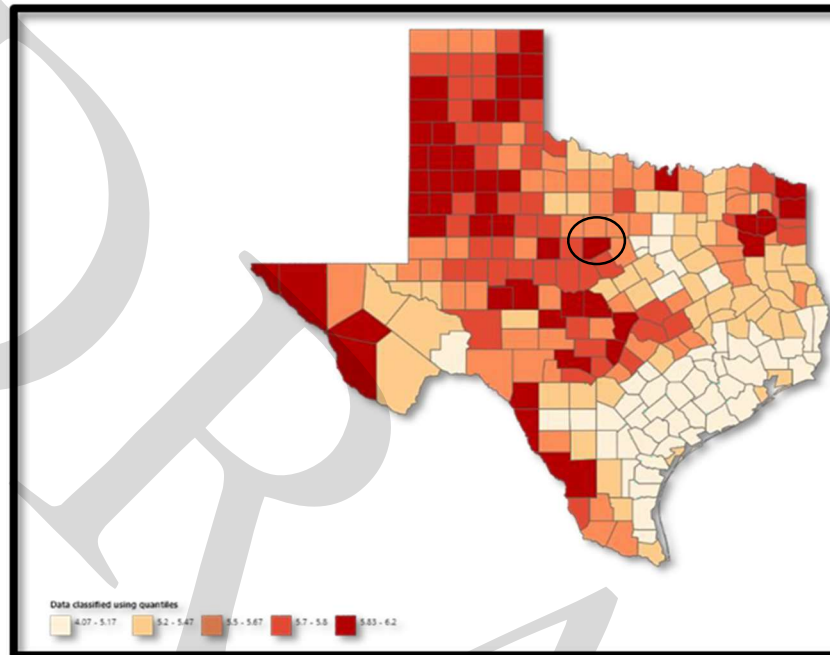 Data classified using quantiles
4.07 - 5.17 5.2 - 5.47 5.5 - 5.67 5.7 - 5.8 5.83 - 6.2